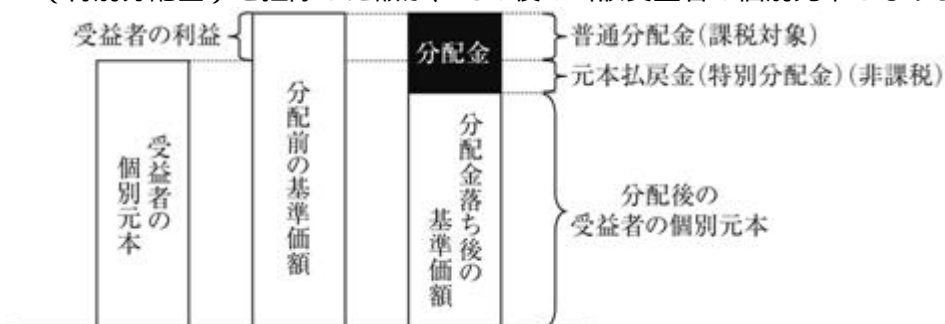 受益者の利益
受益者の
個別元本
分配前の基準価額
分配金
分配金落ち後の
基準価額
普通分配金(課税対象)
元本払戻金(特別分配金)(非課税)
分配後の
受益者の個別元本